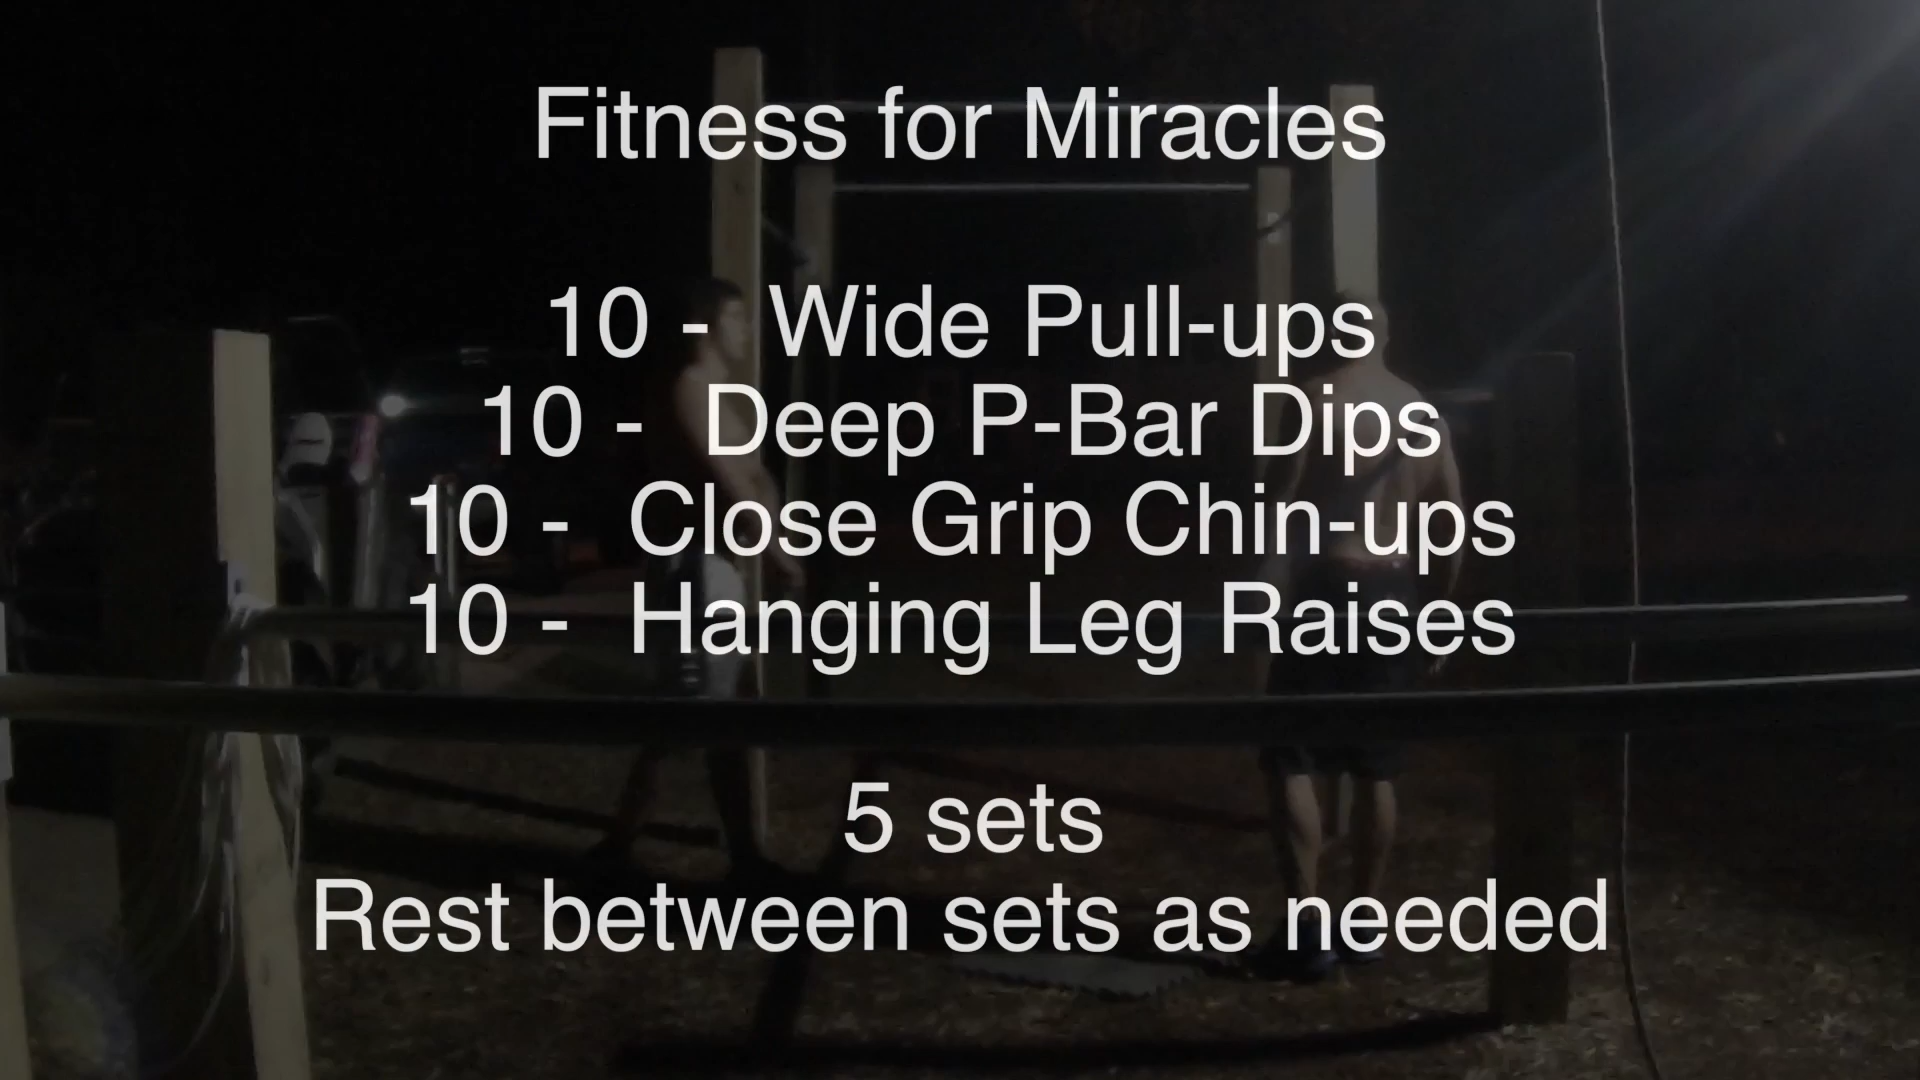 Fitness for Miracles
10 - Wide Pull-ups
10 - Deep P-Bar Dips
10 - Close Grip Chin-ups
10 - Hanging Leg Raises
5 sets
Rest between sets as needed